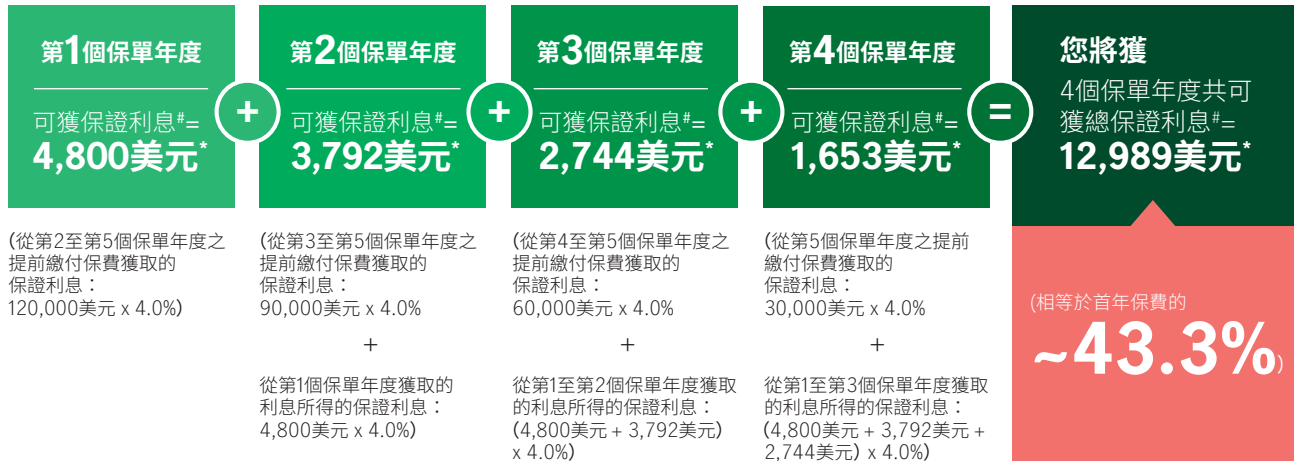 第1個保單年度
可獲保證利息#=
4,800美元*
(從第2至第5個保單年度之
提前繳付保費獲取的
保證利息：
120,000美元 x 4.0%)
+
第2個保單年度
可獲保證利息#=
3,792美元*
(從第3至第5個保單年度之
提前繳付保費獲取的
保證利息：
90,000美元 x 4.0%
+
從第1個保單年度獲取的
利息所得的保證利息：
4,800美元 x 4.0%)
+
第3個保單年度
可獲保證利息#=
2,744美元*
(從第4至第5個保單年度之
提前繳付保費獲取的
保證利息：
60,000美元 x 4.0%
+
從第1至第2個保單年度獲取
的利息所得的保證利息：
(4,800美元 + 3,792美元)
x 4.0%)
+
第4個保單年度
可獲保證利息#=
1,653美元*
(從第5個保單年度之提前
繳付保費獲取的
保證利息：
30,000美元 x 4.0%
+
從第1至第3個保單年度獲取
的利息所得的保證利息：
(4,800美元 + 3,792美元 +
2,744美元) x 4.0%)
=
您將獲
4個保單年度共可
獲總保證利息#=
12,989美元*
(相等於首年保費的
~43.3%)